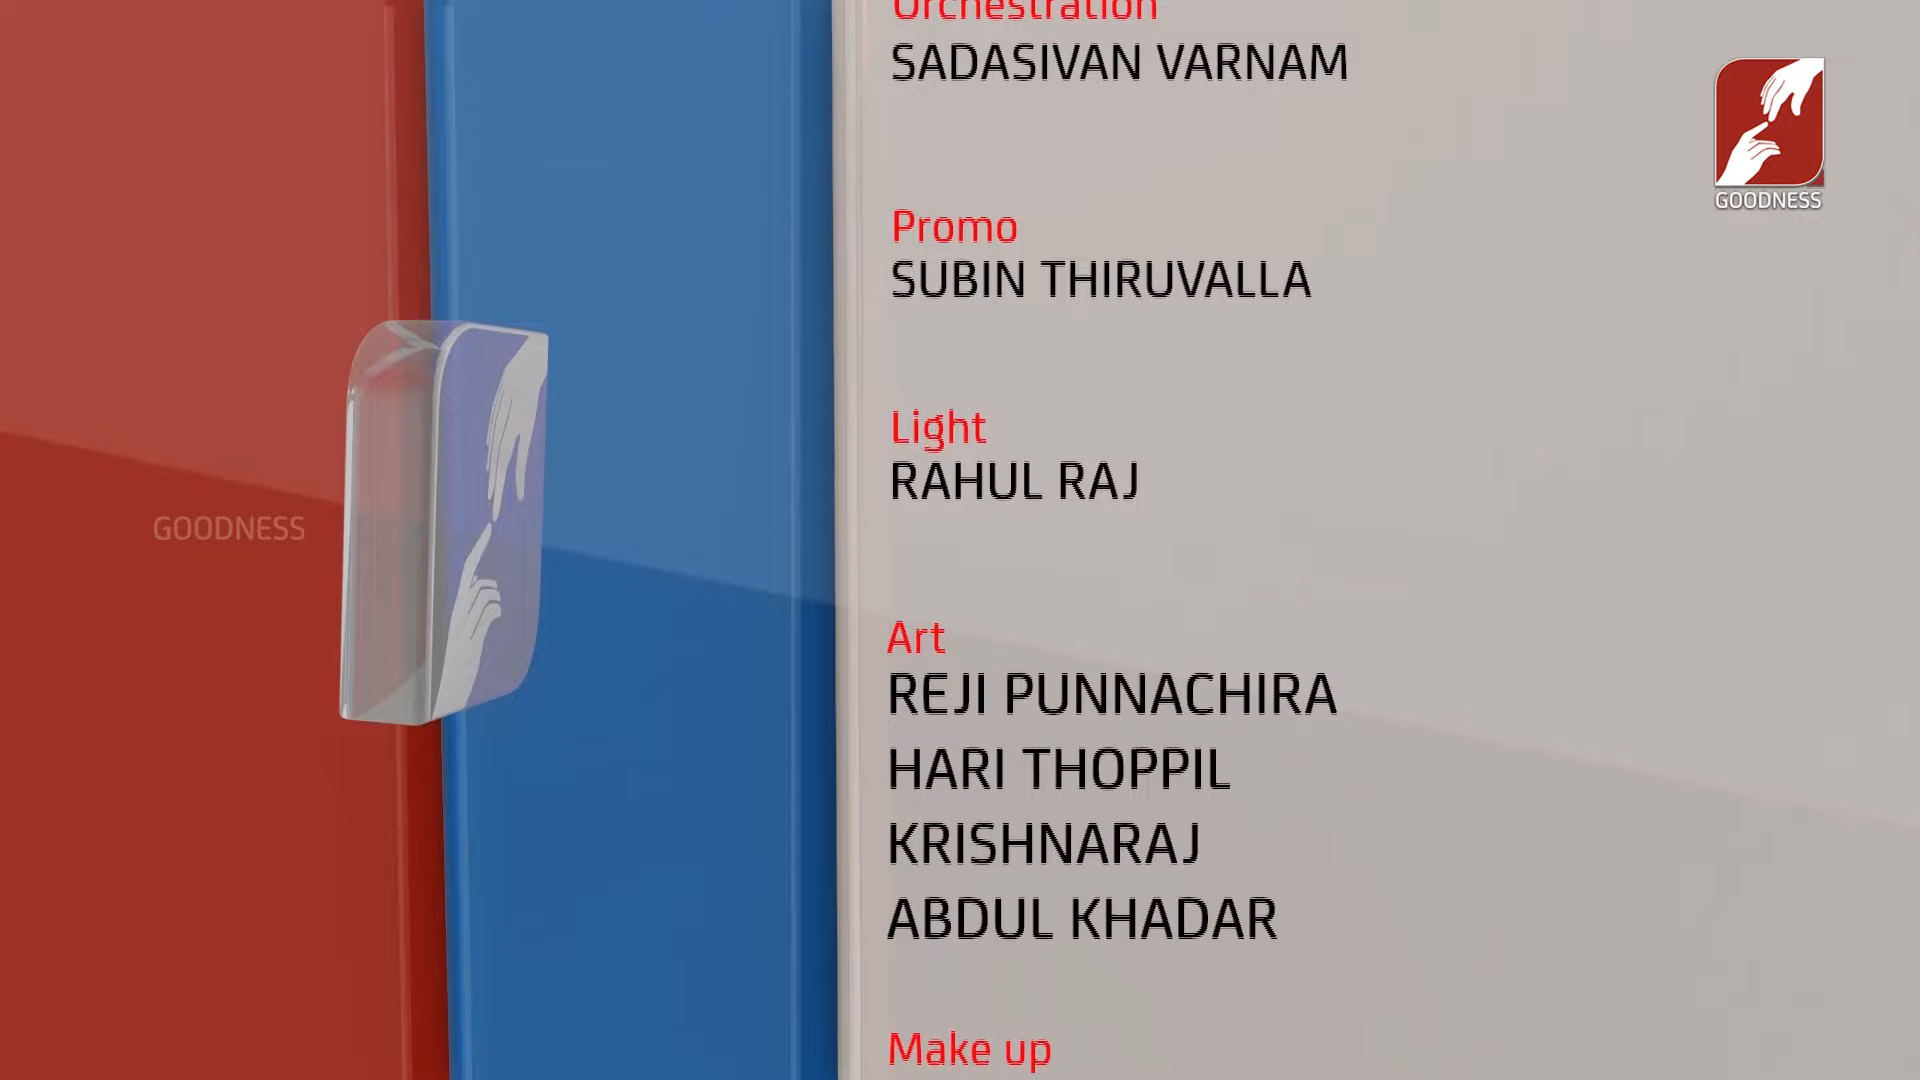 Orchestration
SADASIVAN VARNAM
GOODNESS
Promo
SUBIN THIRUVALLA
Light
RAHUL RAJ
GOODNESS
Art
REJI PUNNACHIRA
HARI THOPPIL
KRISHNARAJ
ABDUL KHADAR
Make up